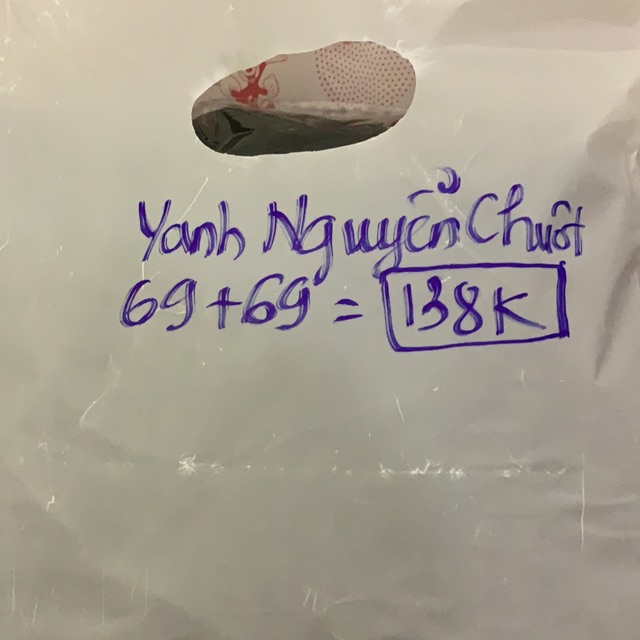 Yanh Nguyễn Chuột
69+69 = 138K